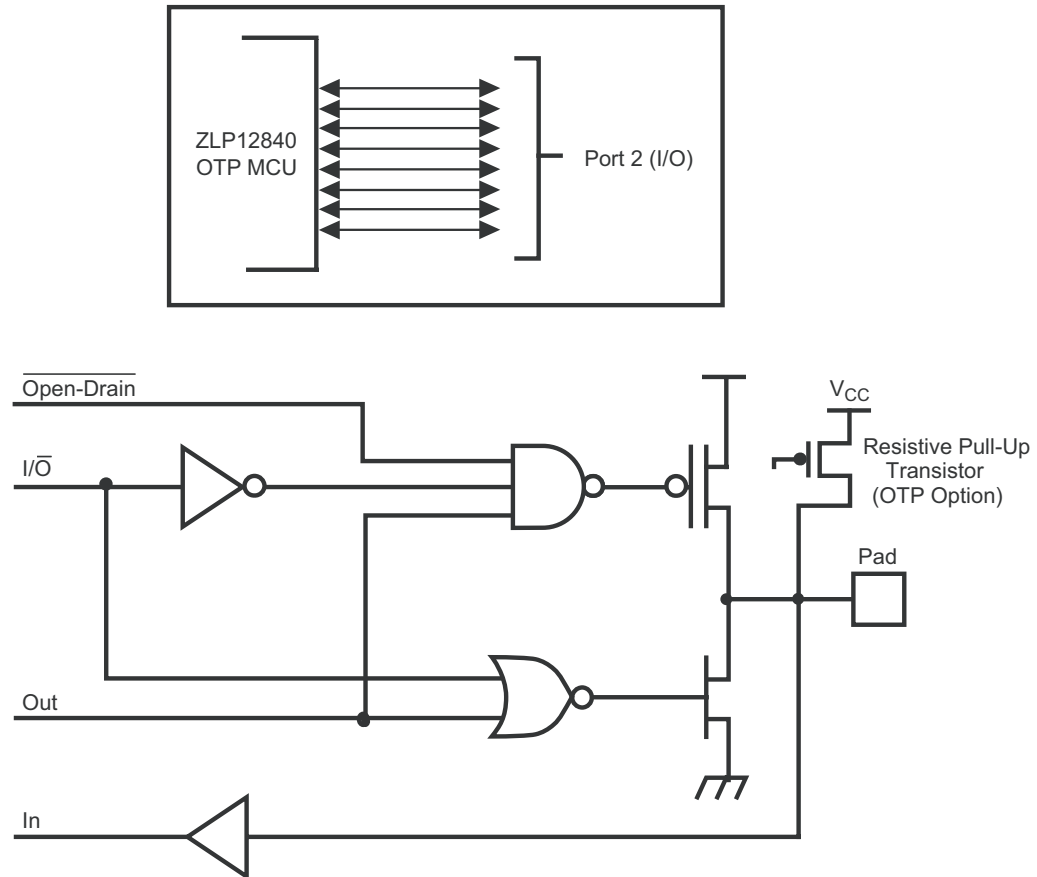 ZLP12840
OTP MCU
Port 2 (I/O)
Open-Drain
VCC
I/O̅
Resistive Pull-Up
Transistor
(OTP Option)
Pad
Out
In